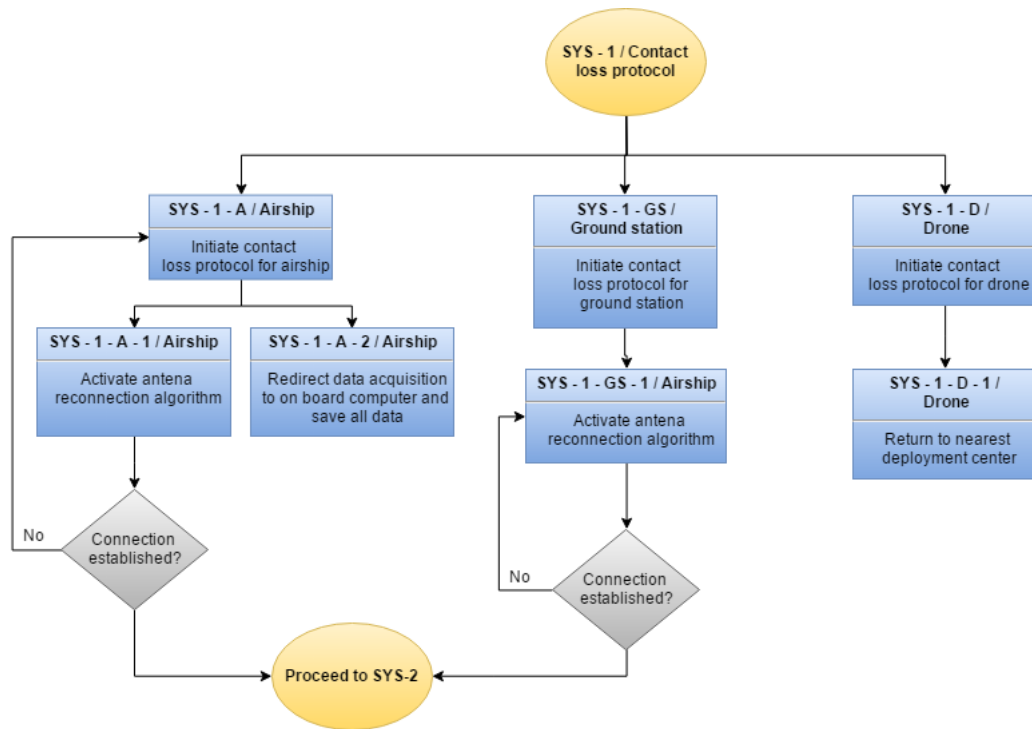 SYS - 1 / Contact
loss protocol
SYS - 1 - A / Airship
Initiate contact
loss protocol for airship
SYS - 1 - GS /
Ground station
Initiate contact
loss protocol for
ground station
SYS - 1 - D /
Drone
Initiate contact
loss protocol for drone
SYS - 1 - A - 1 / Airship
Activate antena
reconnection algorithm
SYS - 1 - A - 2 / Airship
Redirect data acquisition
to on board computer and
save all data
SYS - 1 - GS - 1 / Airship
Activate antena
reconnection algorithm
SYS - 1 - D - 1 /
Drone
Return to nearest
deployment center
No
Connection
established?
No
Connection
established?
Proceed to SYS-2